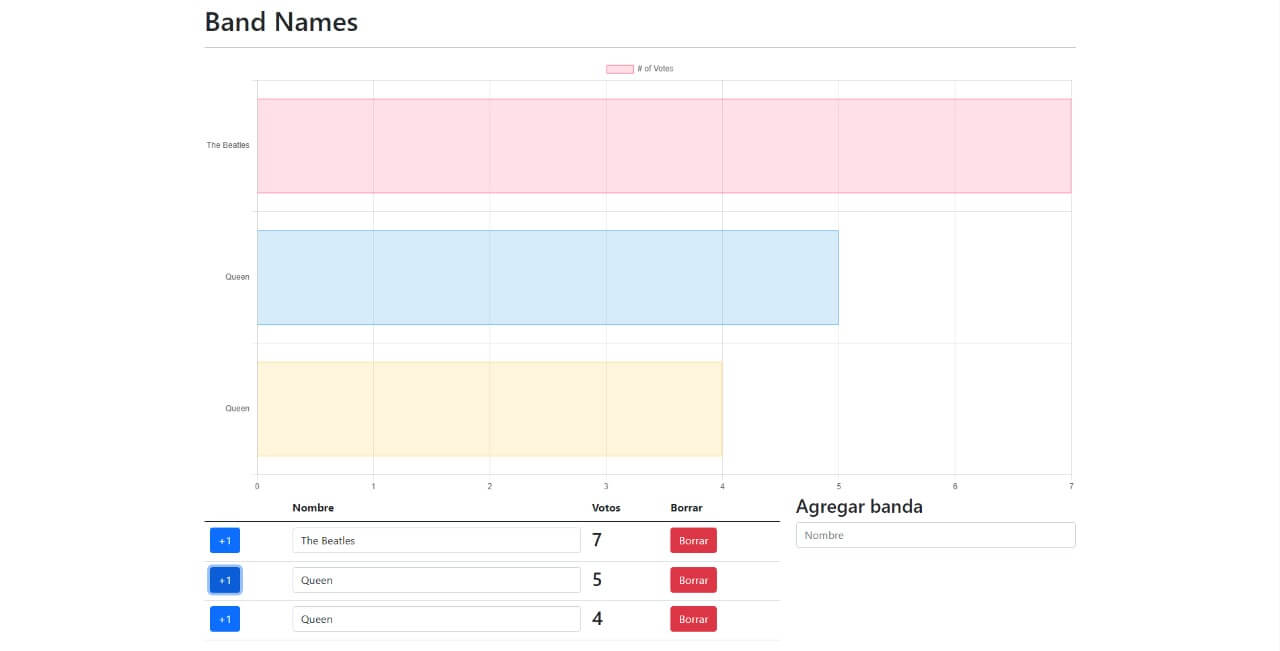 Band Names
# of Votes
The Beatles
Queen
Queen
0 1 2 3 4 5 6 7
Nombre Votos Borrar
+1 The Beatles 7 Borrar
+1 Queen 5 Borrar
+1 Queen 4 Borrar
Agregar banda
Nombre